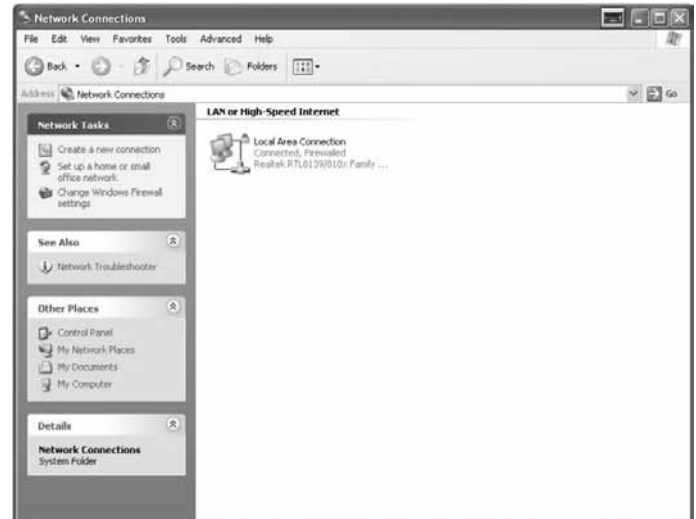 Network Connections
File Edit View Favorites Tools Advanced Help
Back Search Folders
Address Network Connections Go
Network Tasks
Create a new connection
Set up a home or small
office network
Change Windows Firewall
settings
See Also
Network Troubleshooter
Other Places
Control Panel
My Network Places
My Documents
My Computer
Details
Network Connections
System Folder
LAN or High-Speed Internet
Local Area Connection
Connected, Firewalled
Realtek RTL8139/810x Family ...